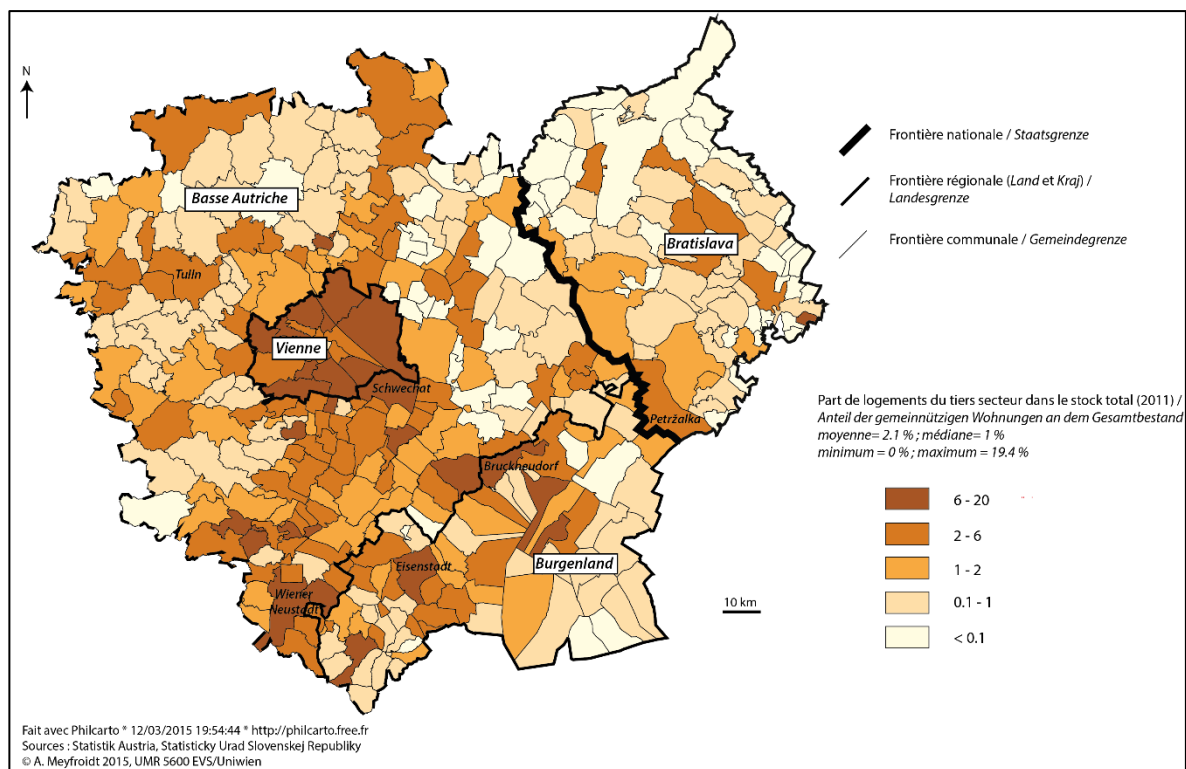 N
Basse Autriche
Tulln
Vienne
Schwechat
Bratislava
Petržalka
Bruckneudorf
Burgenland
Eisenstadt
Wiener
Neustadt
10 km
Frontière nationale / Staatsgrenze
Frontière régionale (Land et Kraj) /
Landesgrenze
Frontière communale / Gemeindegrenze
Part de logements du tiers secteur dans le stock total (2011) /
Anteil der gemeinnützigen Wohnungen an dem Gesamtbestand
moyenne= 2.1 % ; médiane= 1 %
minimum = 0 % ; maximum = 19.4 %
6 - 20
2 - 6
1 - 2
0.1 - 1
< 0.1
Fait avec Philcarto * 12/03/2015 19:54:44 * http://philcarto.free.fr
Sources : Statistik Austria, Statisticky Urad Slovenskej Republiky
© A. Meyfroidt 2015, UMR 5600 EVS/Uniwien